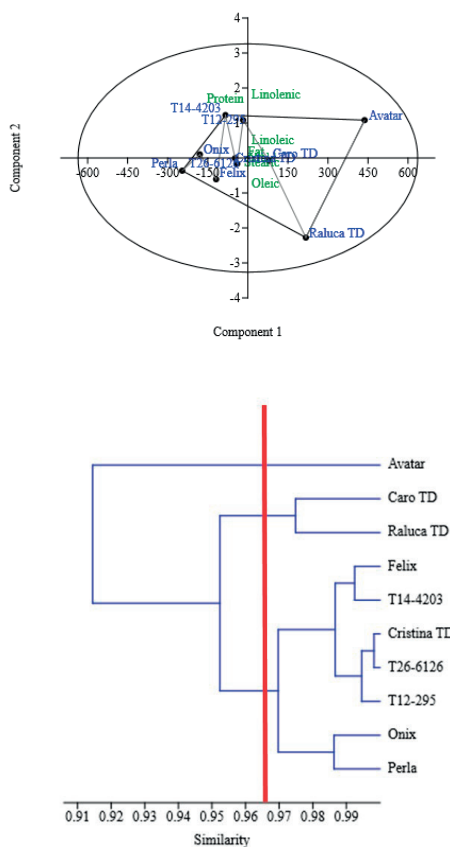 4
3
2
1
-600 -450 -300 -150 0 150 300 450 600
-1
-2
-3
-4
Component 2
Component 1
Protein
Linolenic
T14-4203
T12-295
Avatar
Linoleic
Onix
Fat
Cristina TD
Caro TD
Perla
T26-6126
Stearic
Felix
Oleic
Raluca TD
Avatar
Caro TD
Raluca TD
Felix
T14-4203
Cristina TD
T26-6126
T12-295
Onix
Perla
0.91 0.92 0.93 0.94 0.95 0.96 0.97 0.98 0.99
Similarity